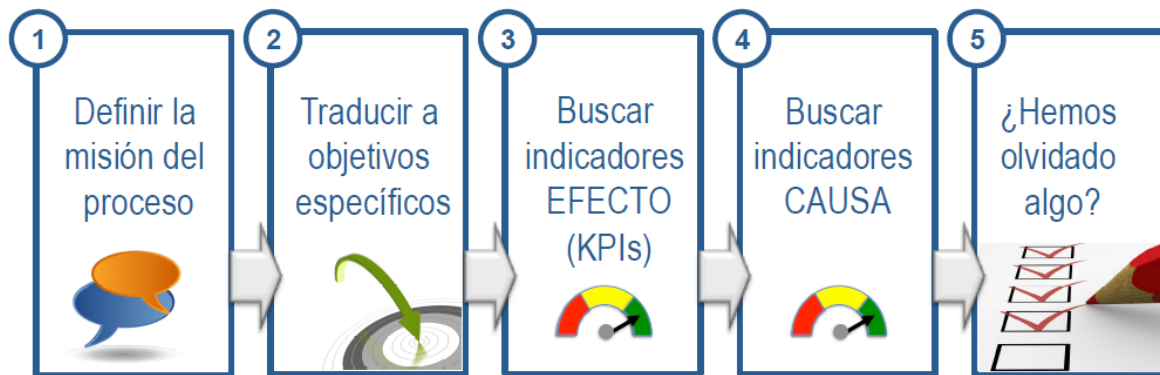 1
Definir la
misión del
proceso
2
Traducir a
objetivos
específicos
3
Buscar
indicadores
EFECTO
(KPIs)
4
Buscar
indicadores
CAUSA
5
¿Hemos
olvidado
algo?